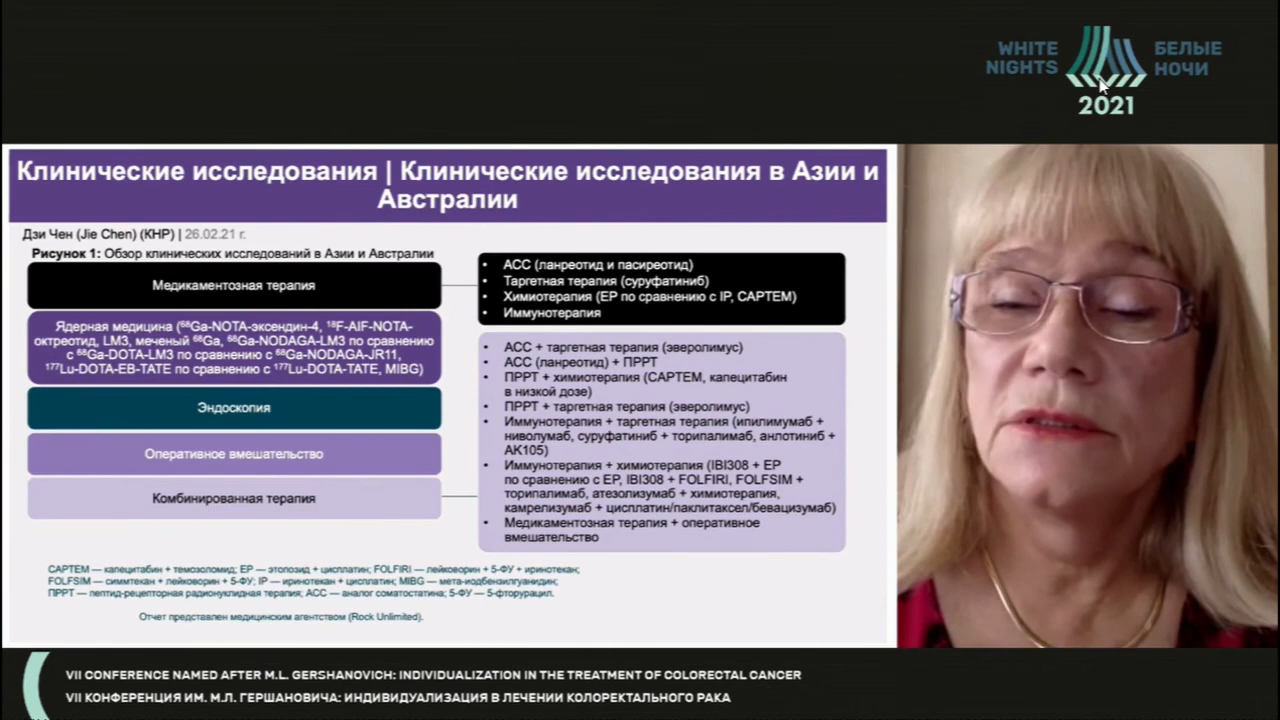 WHITE NIGHTS
БЕЛЫЕ НОЧИ
2021
Клинические исследования | Клинические исследования в Азии и
Австралии
Дзи Чен (Jie Chen) (КНР) | 26.02.21 г.
Рисунок 1: Обзор клинических исследований в Азии и Австралии
Медикаментозная терапия
Ядерная медицина (⁶⁸Ga-NOTA-эксендин-4, ¹⁸F-AIF-NOTA-
октреотид, LM3, меченый ⁶⁸Ga, ⁶⁸Ga-NODAGA-LM3 по сравнению
с ⁶⁸Ga-DOTA-LM3 по сравнению с ⁶⁸Ga-NODAGA-JR11,
¹⁷⁷Lu-DOTA-EB-TATE по сравнению с ¹⁷⁷Lu-DOTA-TATE, MIBG)
Эндоскопия
Оперативное вмешательство
Комбинированная терапия
• АСС (ланреотид и пасиреотид)
• Таргетная терапия (суруфатиниб)
• Химиотерапия (EP по сравнению с IP, CAPTEM)
• Иммунотерапия
• АСС + таргетная терапия (эверолимус)
• АСС (ланреотид) + ПРРТ
• ПРРТ + химиотерапия (CAPTEM, капецитабин
в низкой дозе)
• ПРРТ + таргетная терапия (эверолимус)
• Иммунотерапия + таргетная терапия (ипилимумаб +
ниволумаб, суруфатиниб + торипалимаб, анлотиниб +
AK105)
• Иммунотерапия + химиотерапия (IBI308 + EP
по сравнению с EP, IBI308 + FOLFIRI, FOLFSIM +
торипалимаб, атезолизумаб + химиотерапия,
камрелизумаб + цисплатин/паклитаксел/бевацизумаб)
• Медикаментозная терапия + оперативное
вмешательство
CAPTEM — капецитабин + темозоломид; EP — этопозид + цисплатин; FOLFIRI — лейковорин + 5-ФУ + иринотекан;
FOLFSIM — симмтекан + лейковорин + 5-ФУ; IP — иринотекан + цисплатин; MIBG — мета-иодбензилгуанидин;
ПРРТ — пептид-рецепторная радионуклидная терапия; АСС — аналог соматостатина; 5-ФУ — 5-фторурацил.
Отчет представлен медицинским агентством (Rock Unlimited).
VII CONFERENCE NAMED AFTER M.L. GERSHANOVICH: INDIVIDUALIZATION IN THE TREATMENT OF COLORECTAL CANCER
VII КОНФЕРЕНЦИЯ ИМ. М.Л. ГЕРШАНОВИЧА: ИНДИВИДУАЛИЗАЦИЯ В ЛЕЧЕНИИ КОЛОРЕКТАЛЬНОГО РАКА